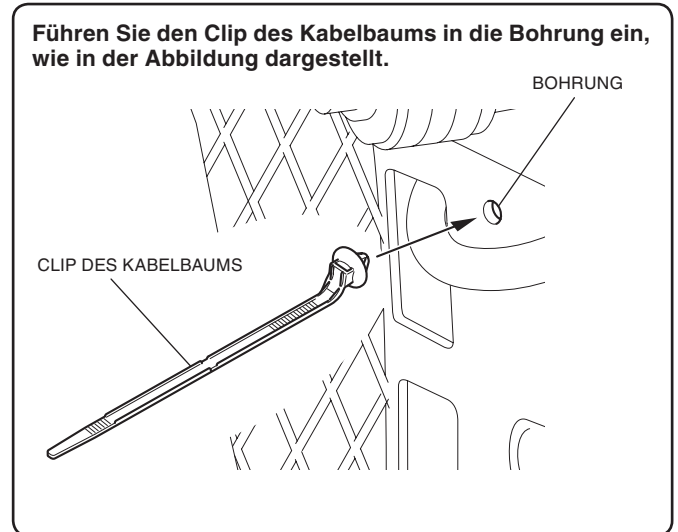 Führen Sie den Clip des Kabelbaums in die Bohrung ein,
wie in der Abbildung dargestellt.
BOHRUNG
CLIP DES KABELBAUMS